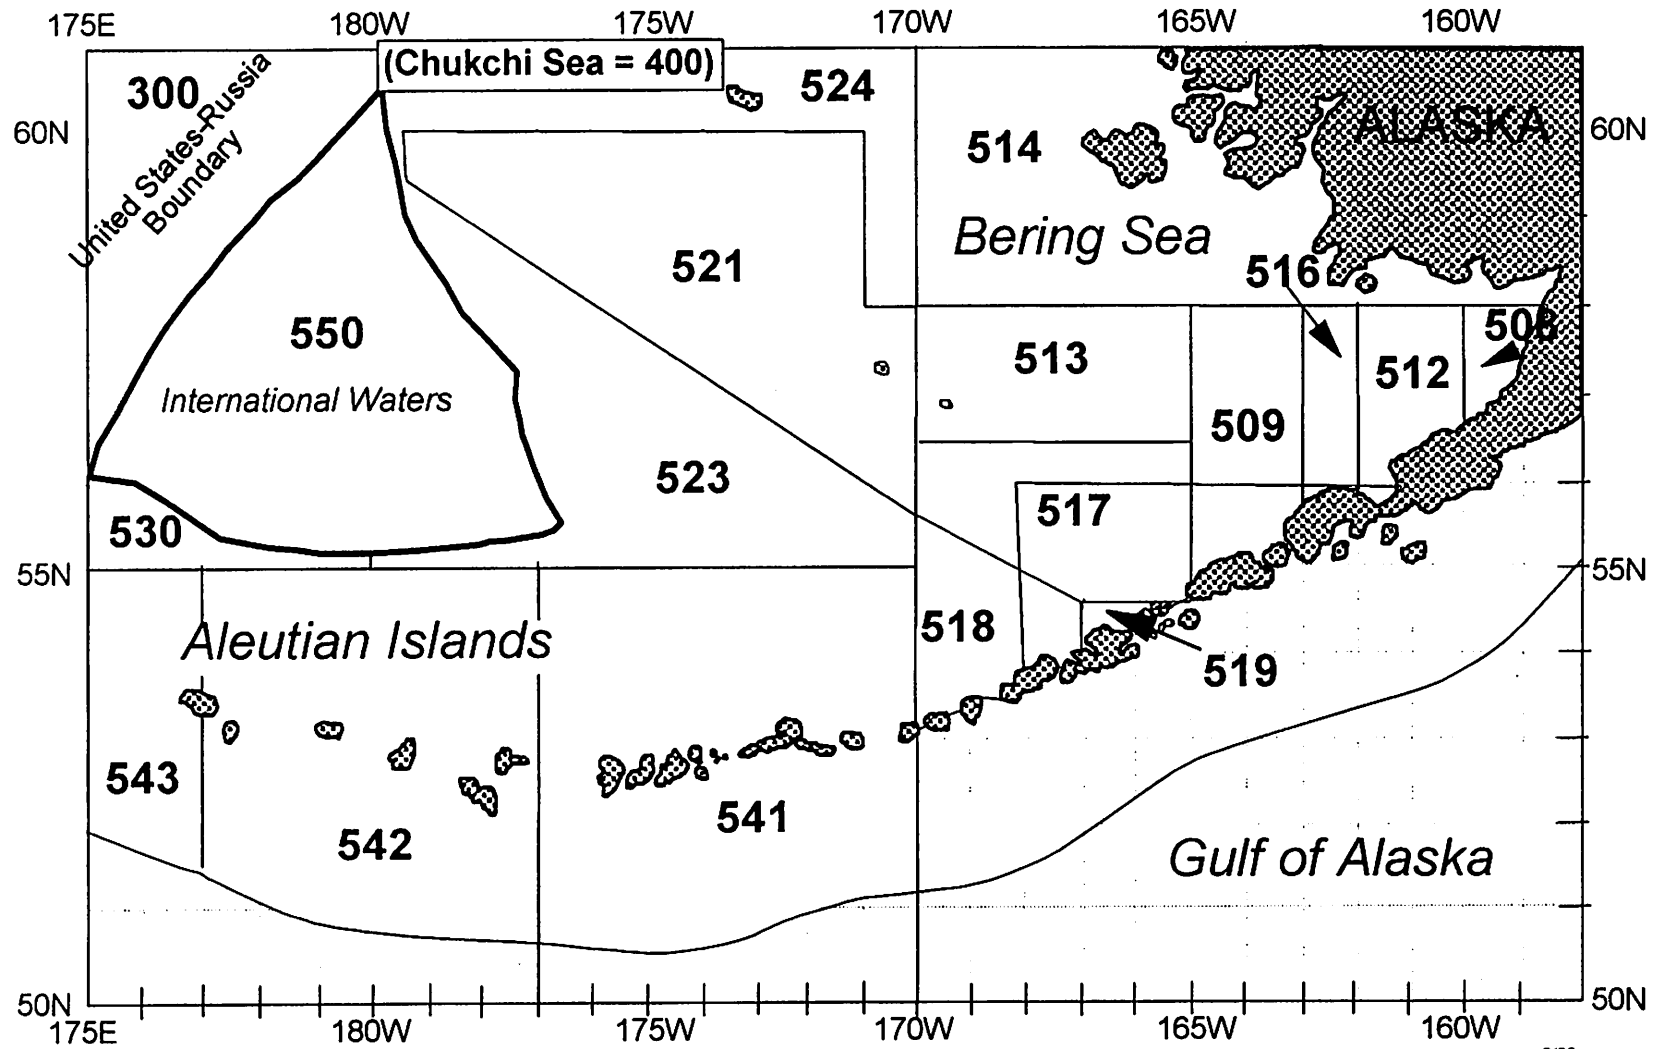 175E 180W 175W 170W 165W 160W
(Chukchi Sea = 400)
300
524
United States-Russia
Boundary
60N
ALASKA
60N
514
Bering Sea
521
516
550
513
508
512
International Waters
509
523
517
530
55N
55N
518
Aleutian Islands
519
543
541
542
Gulf of Alaska
50N
50N
175E 180W 175W 170W 165W 160W